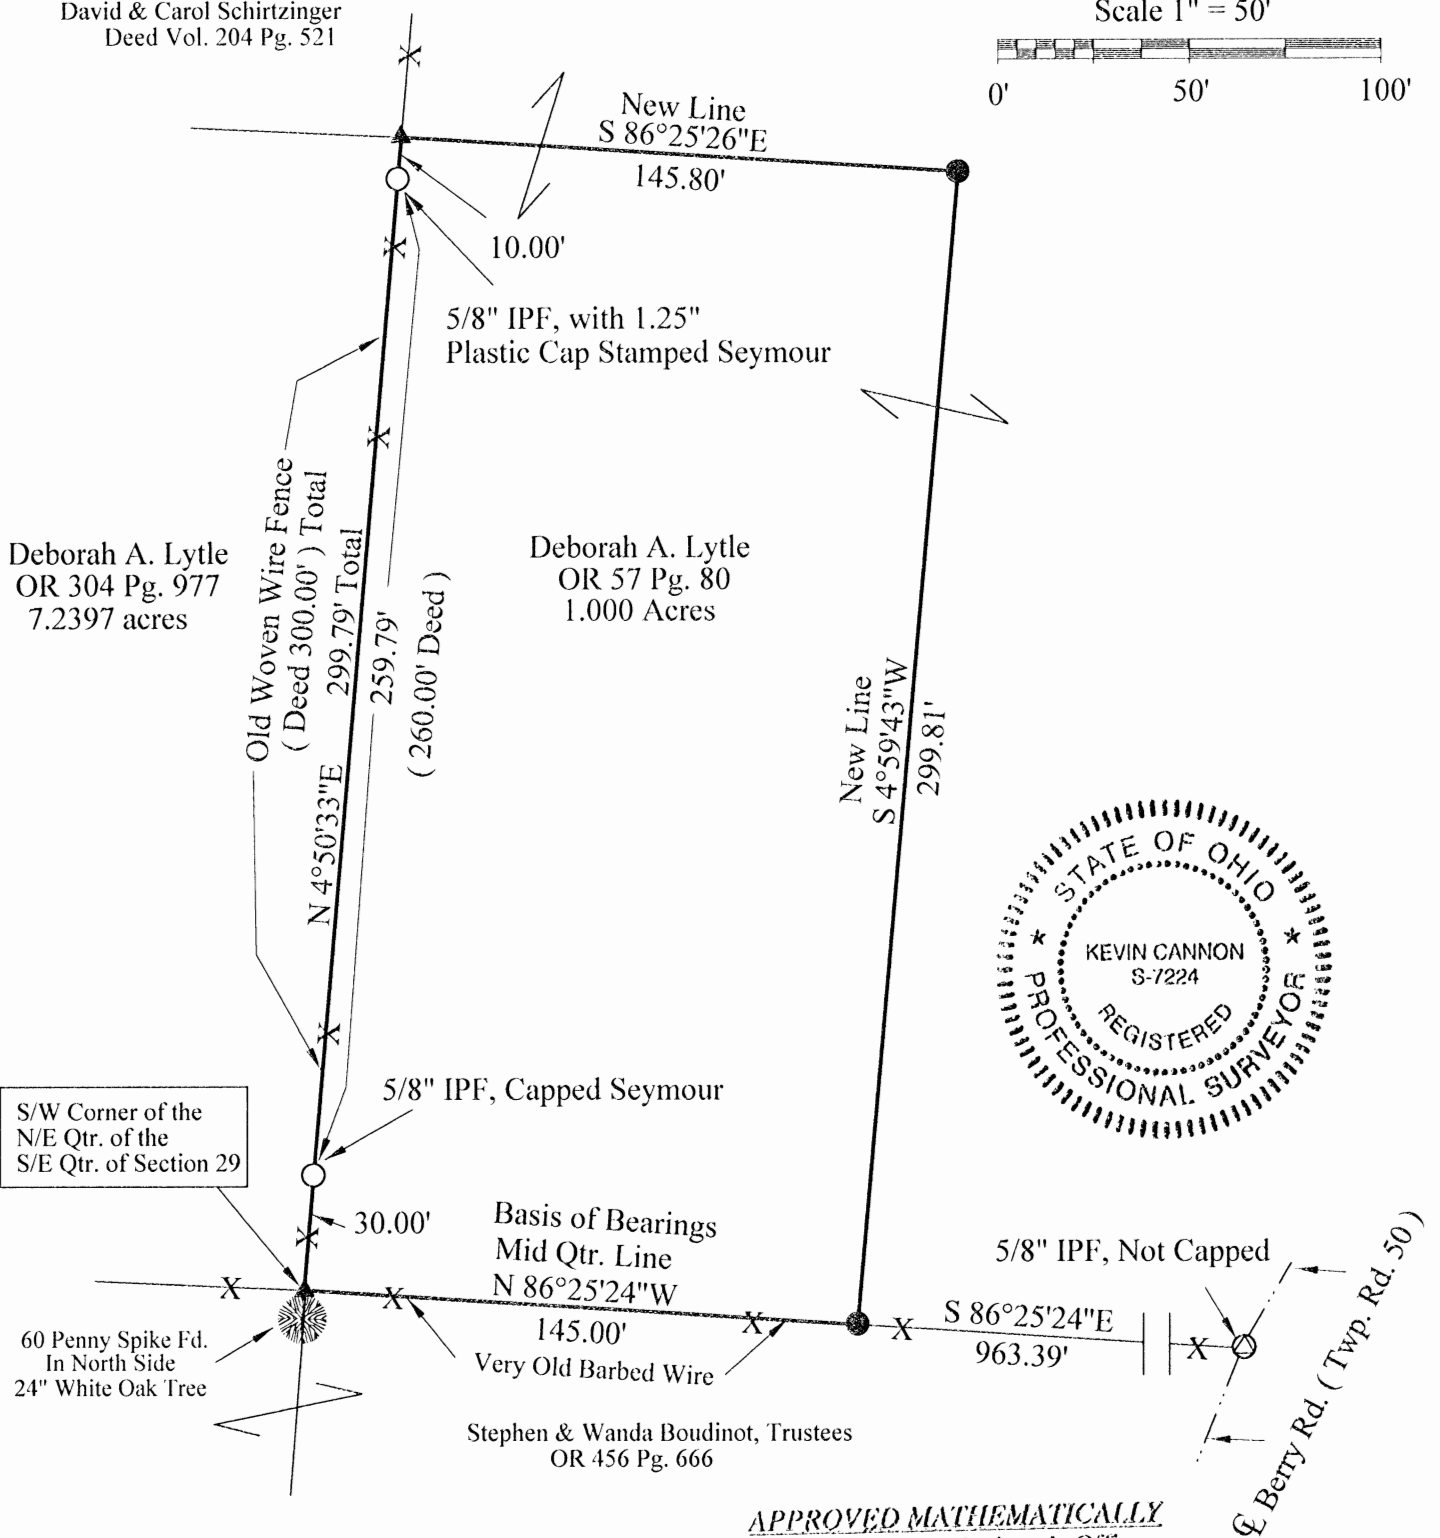 David & Carol Schirtzinger
Deed Vol. 204 Pg. 521
Scale 1" = 50'
0'
50'
100'
New Line
S 86°25'26"E
145.80'
10.00'
5/8" IPF, with 1.25"
Plastic Cap Stamped Seymour
Deborah A. Lytle
OR 304 Pg. 977
7.2397 acres
Old Woven Wire Fence
( Deed 300.00' ) Total
N 4°50'33"E 299.79' Total
259.79'
( 260.00' Deed )
Deborah A. Lytle
OR 57 Pg. 80
1.000 Acres
New Line
S 4°59'43"W
299.81'
STATE OF OHIO
KEVIN CANNON
S-7224
REGISTERED
PROFESSIONAL SURVEYOR
S/W Corner of the
N/E Qtr. of the
S/E Qtr. of Section 29
5/8" IPF, Capped Seymour
30.00'
Basis of Bearings
Mid Qtr. Line
N 86°25'24"W
145.00'
Very Old Barbed Wire
5/8" IPF, Not Capped
S 86°25'24"E
963.39'
60 Penny Spike Fd.
In North Side
24" White Oak Tree
Stephen & Wanda Boudinot, Trustees
OR 456 Pg. 666
℄ Berry Rd. ( Twp. Rd. 50 )
APPROVED MATHEMATICALLY